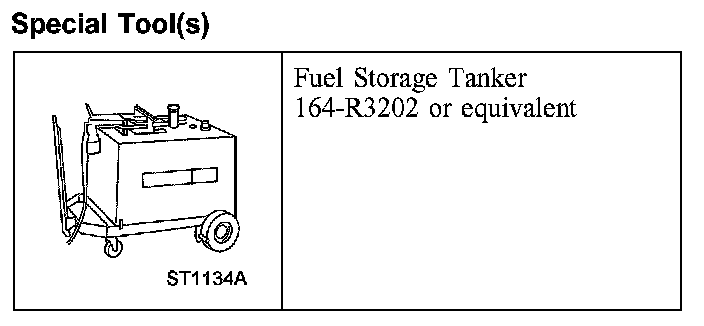 Special Tool(s)
Fuel Storage Tanker
164-R3202 or equivalent
ST1134A